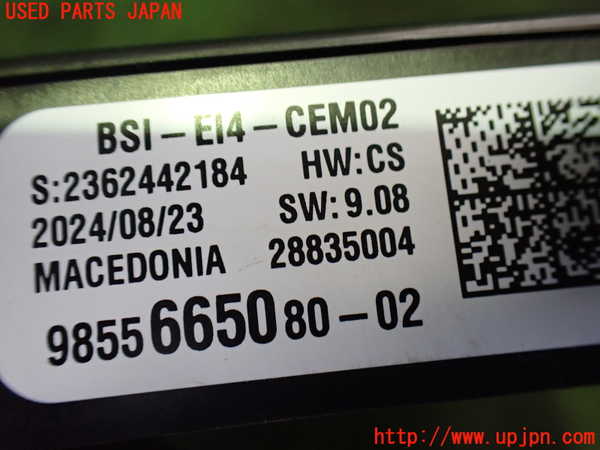 USED PARTS JAPAN
BSI-EI4-CEM02
S:2362442184 HW:CS
2024/08/23 SW:9.08
MACEDONIA 28835004
9855665080-02
http://www.upjpn.com/